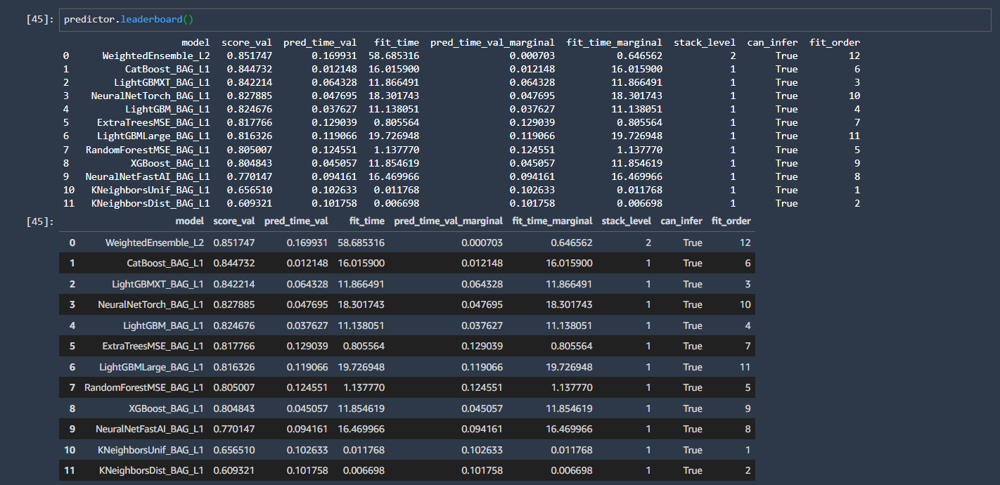 [45]: predictor.leaderboard()
model score_val pred_time_val fit_time pred_time_val_marginal fit_time_marginal stack_level can_infer fit_order
0 WeightedEnsemble_L2 0.851747 0.169931 58.685316 0.000703 0.646562 2 True 12
1 CatBoost_BAG_L1 0.844732 0.012148 16.015900 0.012148 16.015900 1 True 6
2 LightGBMXT_BAG_L1 0.842214 0.064328 11.866491 0.064328 11.866491 1 True 3
3 NeuralNetTorch_BAG_L1 0.827885 0.047695 18.301743 0.047695 18.301743 1 True 10
4 LightGBM_BAG_L1 0.824676 0.037627 11.138051 0.037627 11.138051 1 True 4
5 ExtraTreesMSE_BAG_L1 0.817766 0.129039 0.805564 0.129039 0.805564 1 True 7
6 LightGBMLarge_BAG_L1 0.816326 0.119066 19.726948 0.119066 19.726948 1 True 11
7 RandomForestMSE_BAG_L1 0.805007 0.124551 1.137770 0.124551 1.137770 1 True 5
8 XGBoost_BAG_L1 0.804843 0.045057 11.854619 0.045057 11.854619 1 True 9
9 NeuralNetFastAI_BAG_L1 0.770147 0.094161 16.469966 0.094161 16.469966 1 True 8
10 KNeighborsUnif_BAG_L1 0.656510 0.102633 0.011768 0.102633 0.011768 1 True 1
11 KNeighborsDist_BAG_L1 0.609321 0.101758 0.006698 0.101758 0.006698 1 True 2
[45]: model score_val pred_time_val fit_time pred_time_val_marginal fit_time_marginal stack_level can_infer fit_order
0 WeightedEnsemble_L2 0.851747 0.169931 58.685316 0.000703 0.646562 2 True 12
1 CatBoost_BAG_L1 0.844732 0.012148 16.015900 0.012148 16.015900 1 True 6
2 LightGBMXT_BAG_L1 0.842214 0.064328 11.866491 0.064328 11.866491 1 True 3
3 NeuralNetTorch_BAG_L1 0.827885 0.047695 18.301743 0.047695 18.301743 1 True 10
4 LightGBM_BAG_L1 0.824676 0.037627 11.138051 0.037627 11.138051 1 True 4
5 ExtraTreesMSE_BAG_L1 0.817766 0.129039 0.805564 0.129039 0.805564 1 True 7
6 LightGBMLarge_BAG_L1 0.816326 0.119066 19.726948 0.119066 19.726948 1 True 11
7 RandomForestMSE_BAG_L1 0.805007 0.124551 1.137770 0.124551 1.137770 1 True 5
8 XGBoost_BAG_L1 0.804843 0.045057 11.854619 0.045057 11.854619 1 True 9
9 NeuralNetFastAI_BAG_L1 0.770147 0.094161 16.469966 0.094161 16.469966 1 True 8
10 KNeighborsUnif_BAG_L1 0.656510 0.102633 0.011768 0.102633 0.011768 1 True 1
11 KNeighborsDist_BAG_L1 0.609321 0.101758 0.006698 0.101758 0.006698 1 True 2